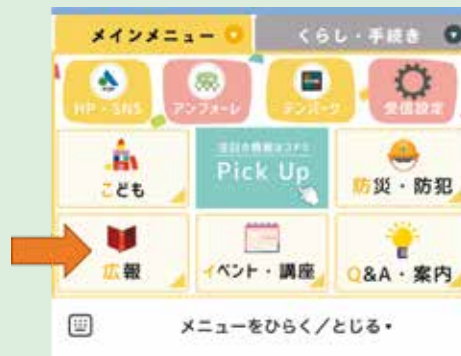 メインメニュー
くらし・手続き
HP・SNS
アンフォーレ
デンパーク
受信設定
こども
注目の情報はコチラ
Pick Up
防災・防犯
広報
イベント・講座
Q&A・案内
メニューをひらく／とじる・